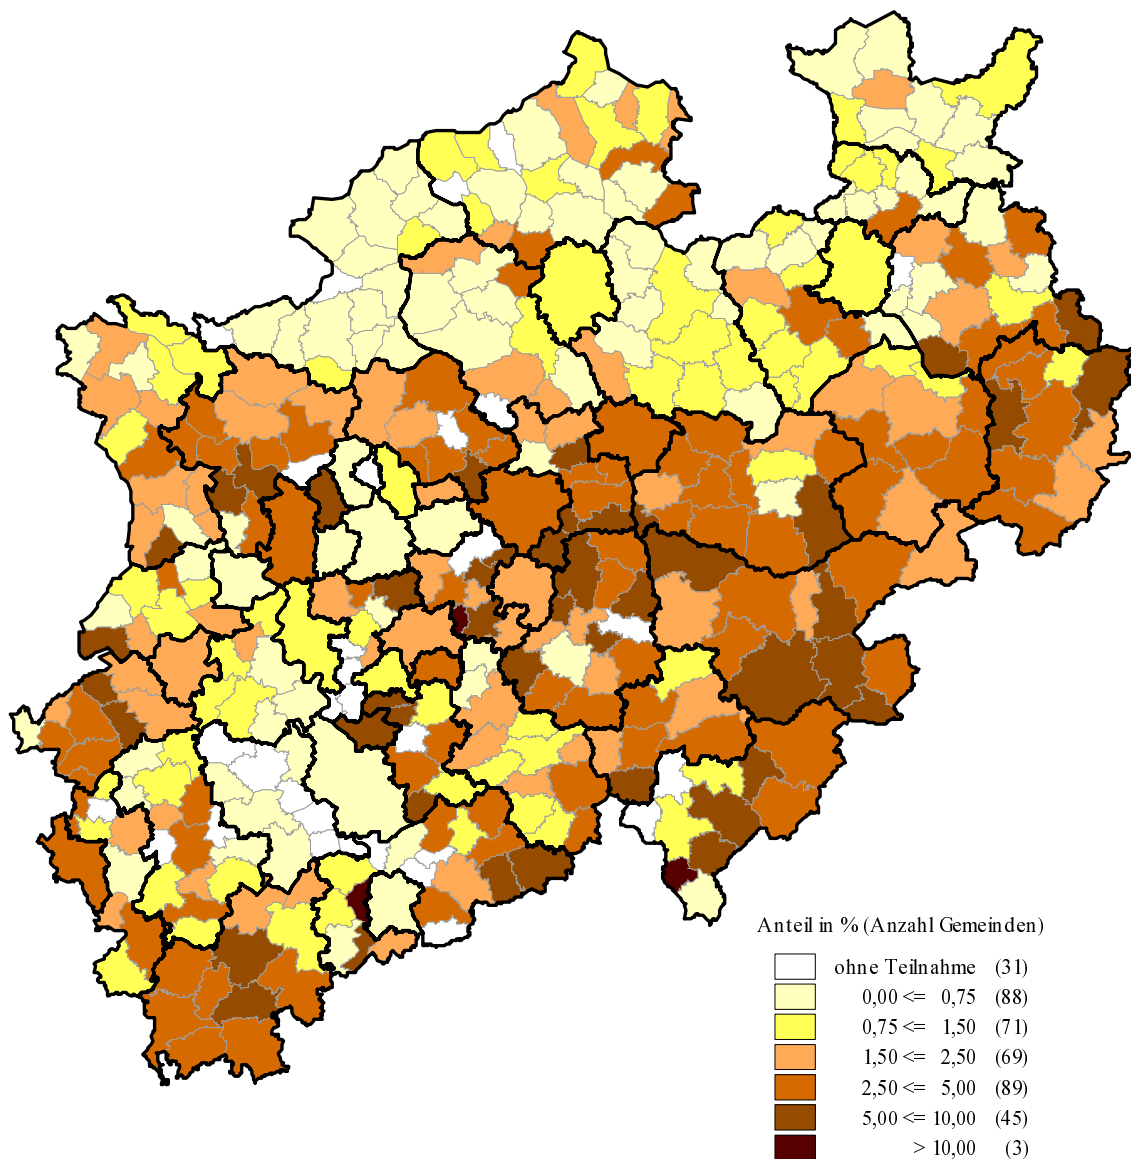 Anteil in % (Anzahl Gemeinden)
ohne Teilnahme (31)
0,00 <= 0,75 (88)
0,75 <= 1,50 (71)
1,50 <= 2,50 (69)
2,50 <= 5,00 (89)
5,00 <= 10,00 (45)
> 10,00 (3)